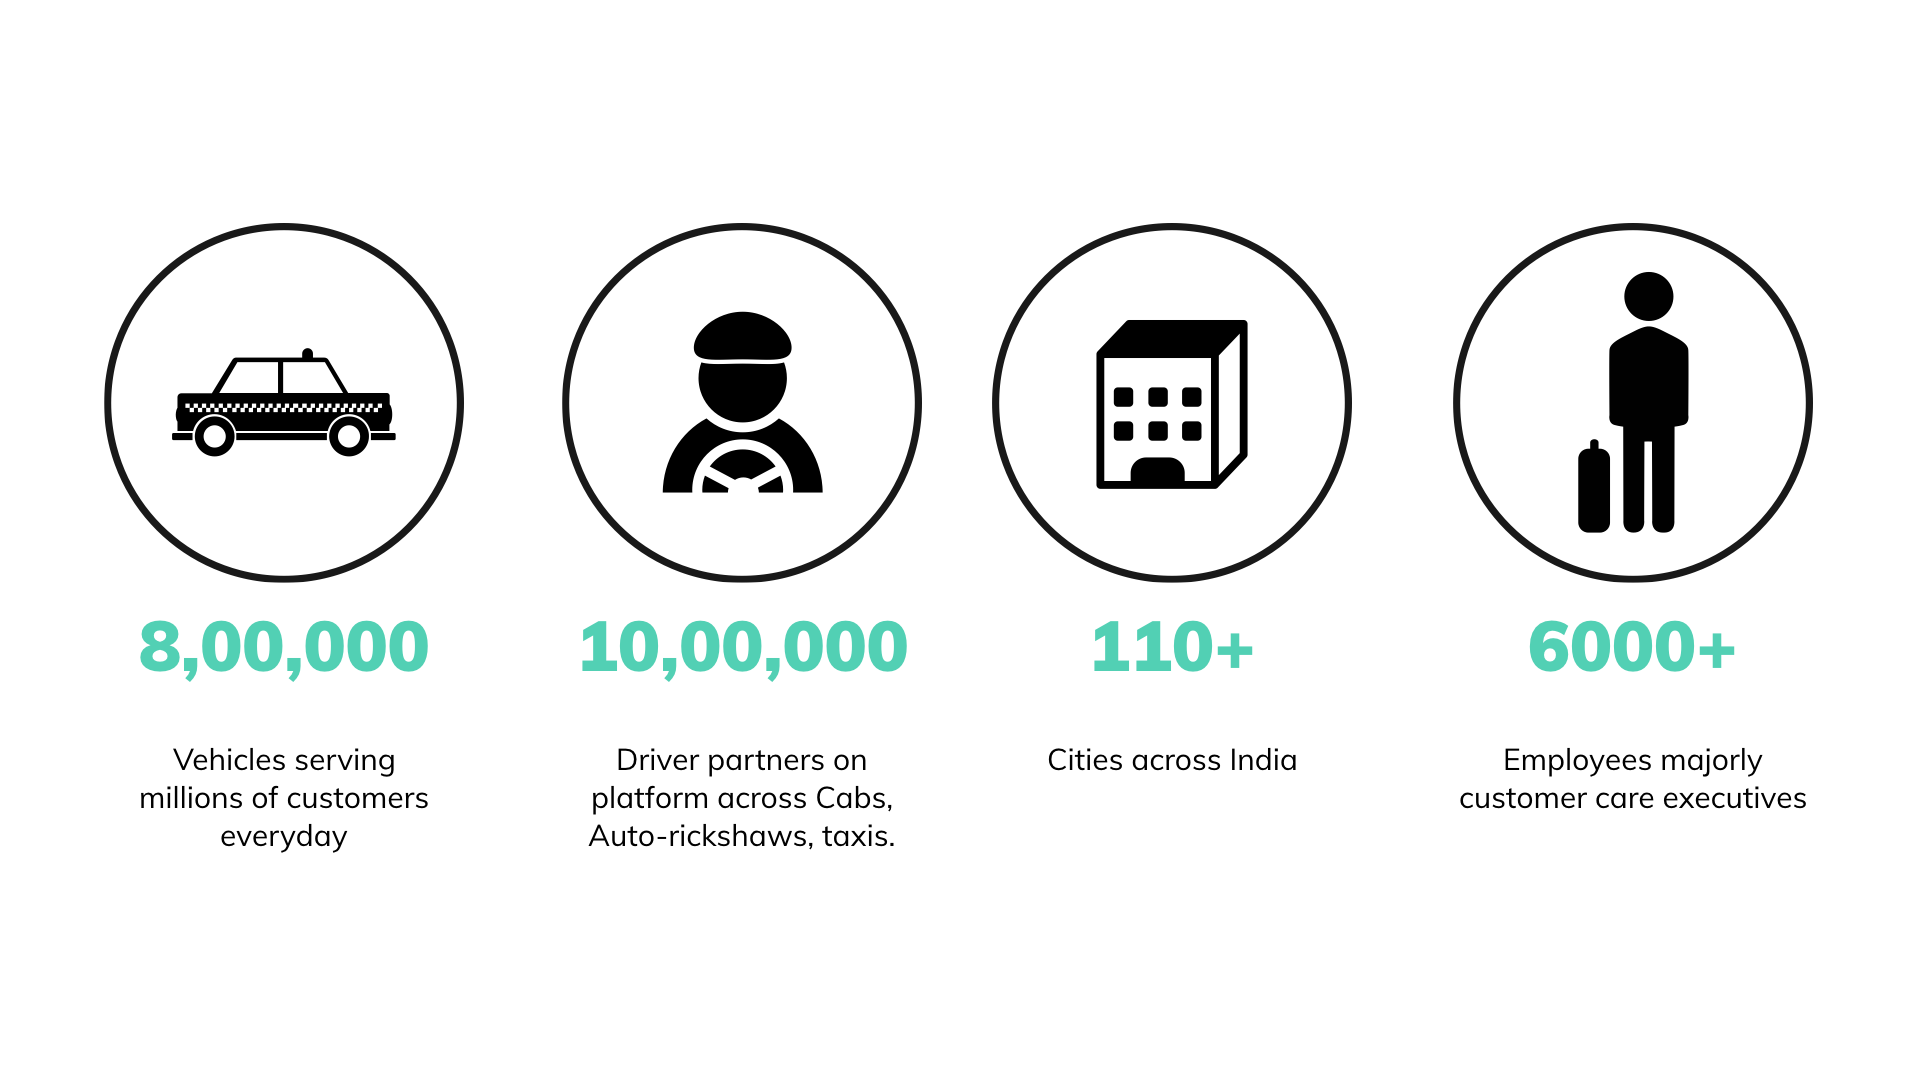 8,00,000
Vehicles serving
millions of customers
everyday
10,00,000
Driver partners on
platform across Cabs,
Auto-rickshaws, taxis.
110+
Cities across India
6000+
Employees majorly
customer care executives